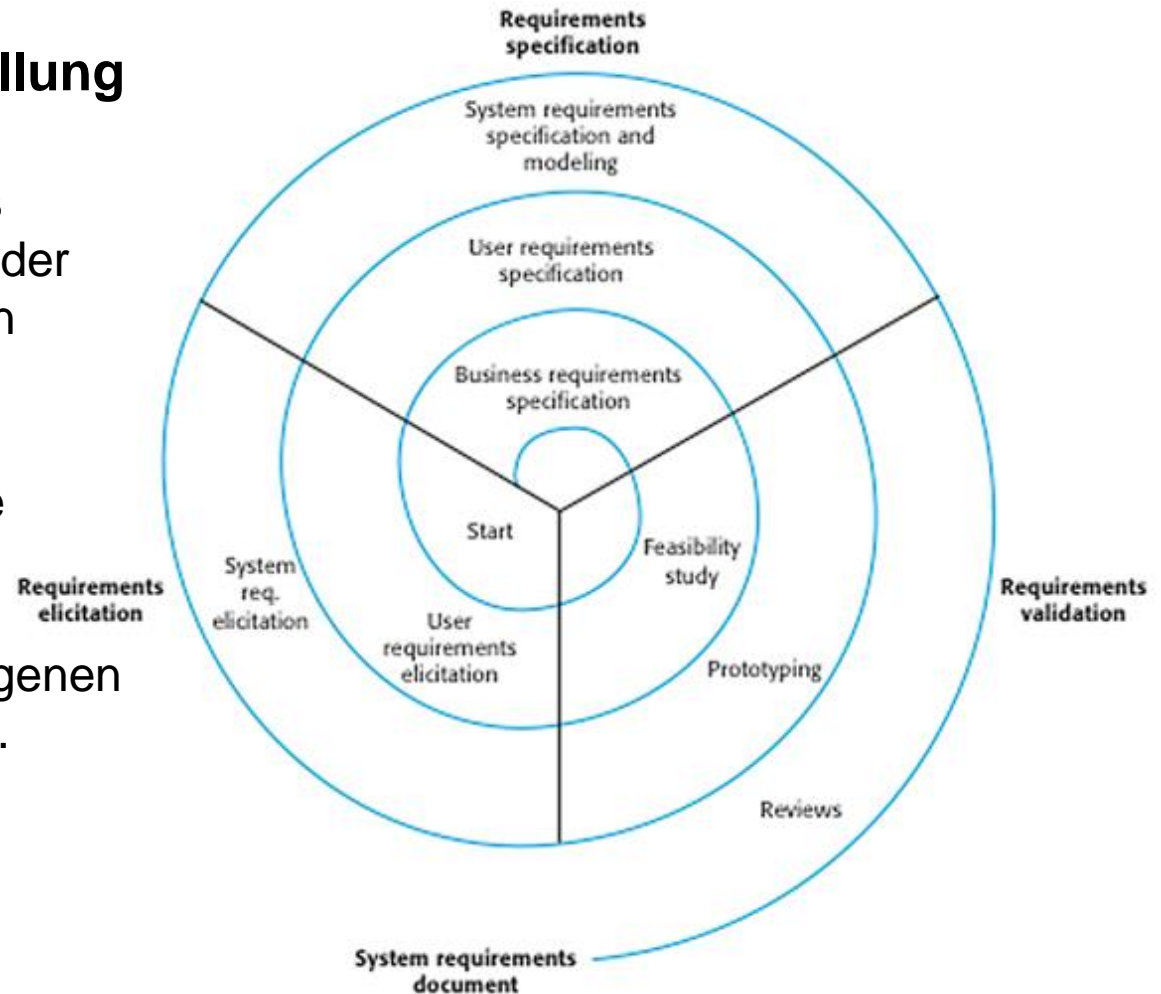 llung
der
n
e
genen
.
Requirements
specification
System requirements
specification and
modeling
User requirements
specification
Business requirements
specification
Start
Feasibility
study
System
req.
elicitation
User
requirements
elicitation
Prototyping
Reviews
Requirements
elicitation
Requirements
validation
System requirements
document